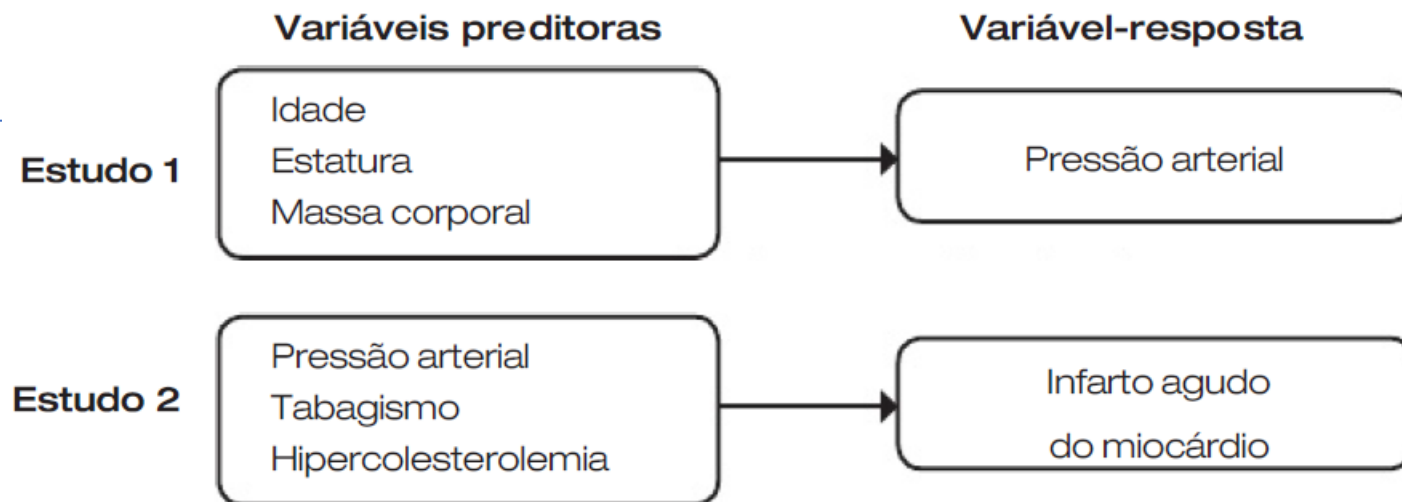 Variáveis preditoras
Variável-resposta
Estudo 1
Idade
Estatura
Massa corporal
Pressão arterial
Estudo 2
Pressão arterial
Tabagismo
Hipercolesterolemia
Infarto agudo
do miocárdio